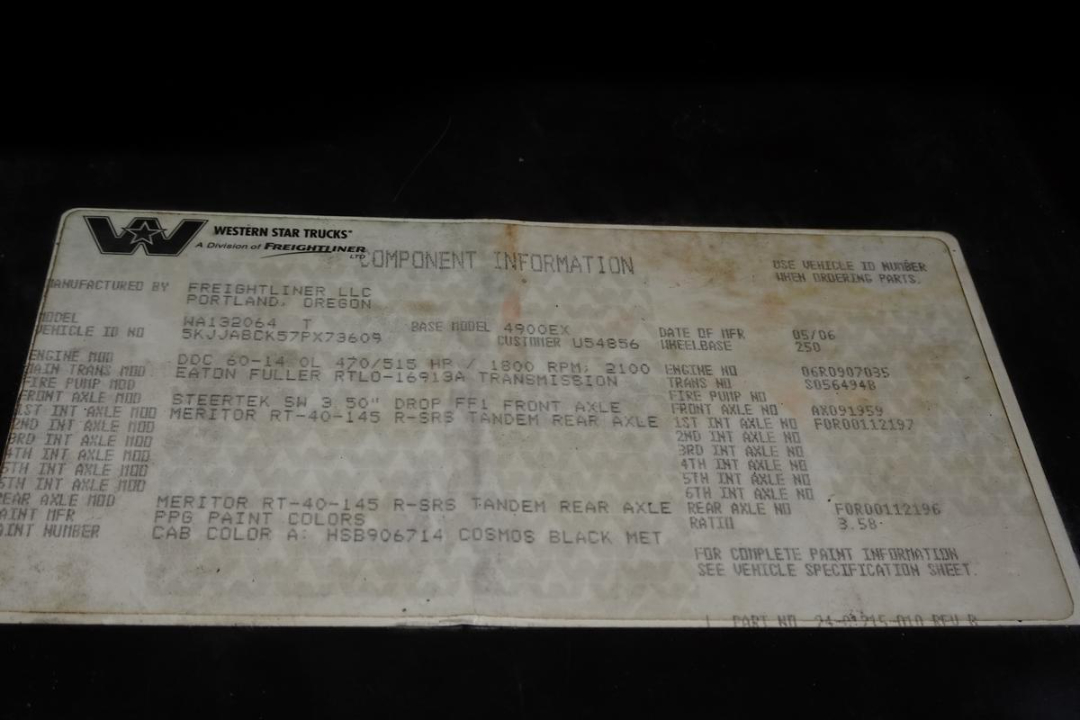 WESTERN STAR TRUCKS
A Division of FREIGHTLINER LTD
COMPONENT INFORMATION
USE VEHICLE ID NUMBER
WHEN ORDERING PARTS.
MANUFACTURED BY FREIGHTLINER LLC
PORTLAND, OREGON
MODEL WA132064 T BASE MODEL 4900EX DATE OF MFR 05/06
VEHICLE ID NO 5KJJABCK57PX73609 CUSTOMER U54856 WHEELBASE 250
ENGINE MOD DDC 60-14.0L 470/515 HP / 1800 RPM, 2100 ENGINE NO 06R0907035
MAIN TRANS MOD EATON FULLER RTLO-16913A TRANSMISSION TRANS NO S0564948
FIRE PUMP MOD FIRE PUMP NO
FRONT AXLE MOD STEERTEK SW 3.50" DROP FF1 FRONT AXLE FRONT AXLE NO AX091959
1ST INT AXLE MOD MERITOR RT-40-145 R-SRS TANDEM REAR AXLE 1ST INT AXLE NO FOR00112197
2ND INT AXLE MOD 2ND INT AXLE NO
3RD INT AXLE MOD 3RD INT AXLE NO
4TH INT AXLE MOD 4TH INT AXLE NO
5TH INT AXLE MOD 5TH INT AXLE NO
6TH INT AXLE MOD 6TH INT AXLE NO
REAR AXLE MOD MERITOR RT-40-145 R-SRS TANDEM REAR AXLE REAR AXLE NO FOR00112196
PAINT MFR PPG PAINT COLORS RATIO 3.58
PAINT NUMBER CAB COLOR A: HSB906714 COSMOS BLACK MET
FOR COMPLETE PAINT INFORMATION
SEE VEHICLE SPECIFICATION SHEET.
PART NO